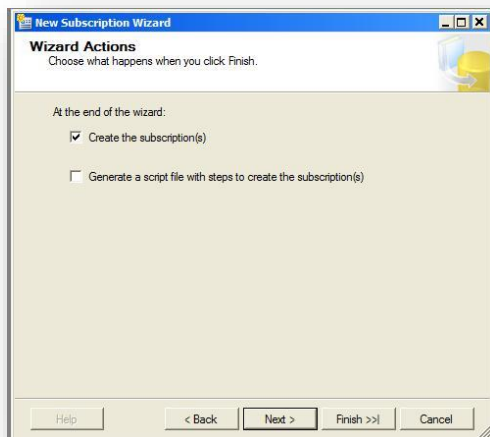 New Subscription Wizard
Wizard Actions
Choose what happens when you click Finish.
At the end of the wizard:
Create the subscription(s)
Generate a script file with steps to create the subscription(s)
Help
< Back
Next >
Finish >>|
Cancel